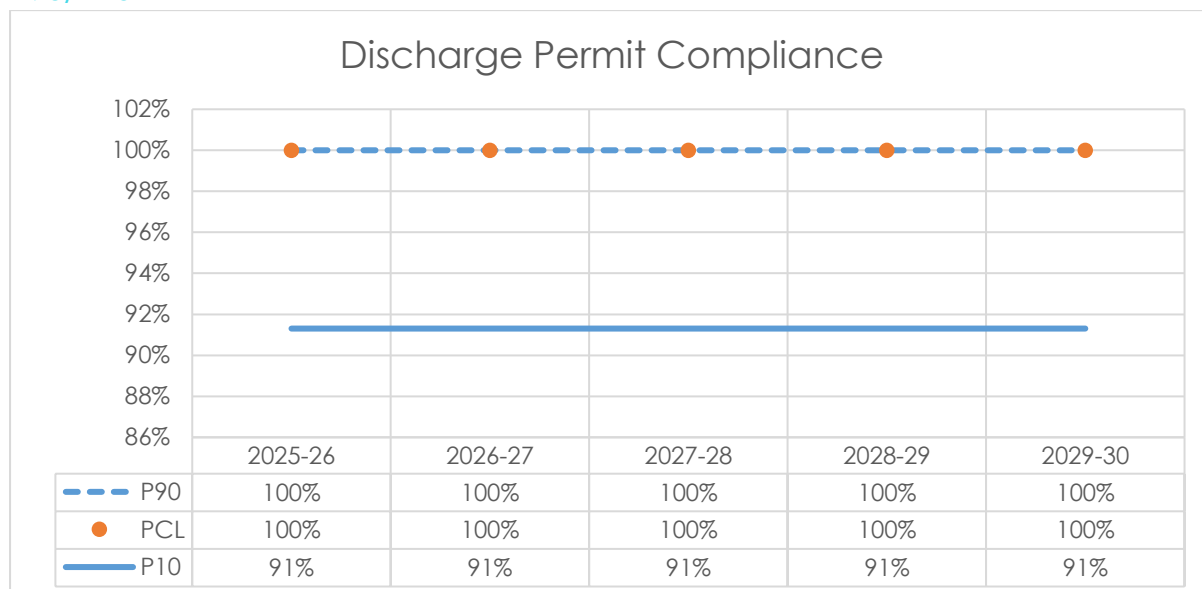 Discharge Permit Compliance
102%
100%
98%
96%
94%
92%
90%
88%
86%
2025-26 2026-27 2027-28 2028-29 2029-30
P90 100% 100% 100% 100% 100%
PCL 100% 100% 100% 100% 100%
P10 91% 91% 91% 91% 91%